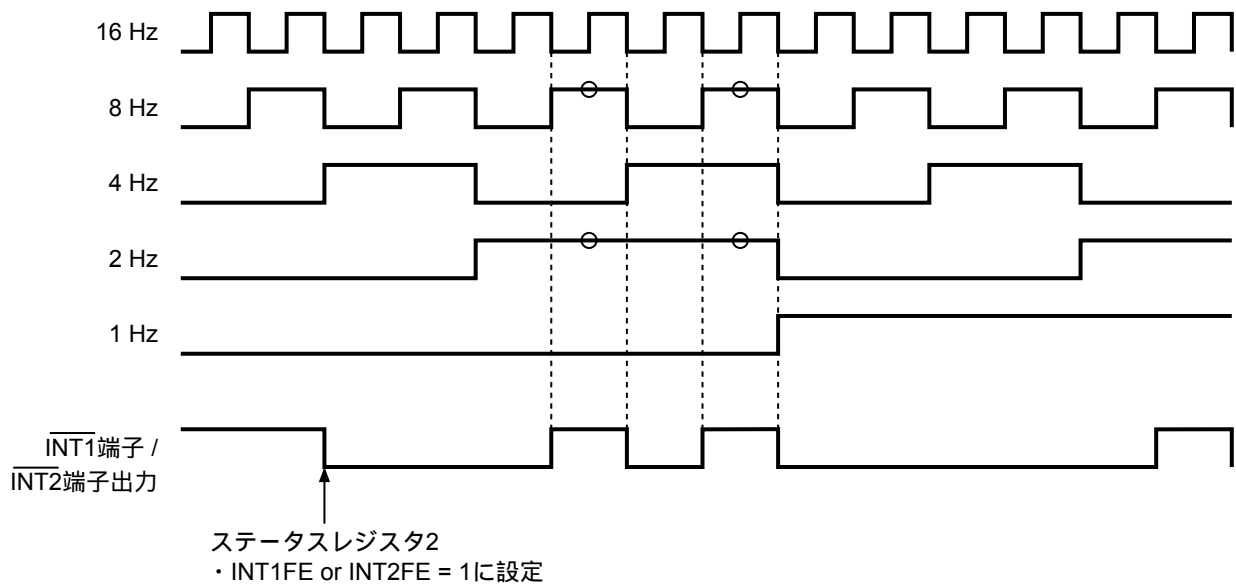 16 Hz
8 Hz
4 Hz
2 Hz
1 Hz
INT1端子 /
INT2端子出力
ステータスレジスタ2
・INT1FE or INT2FE = 1に設定